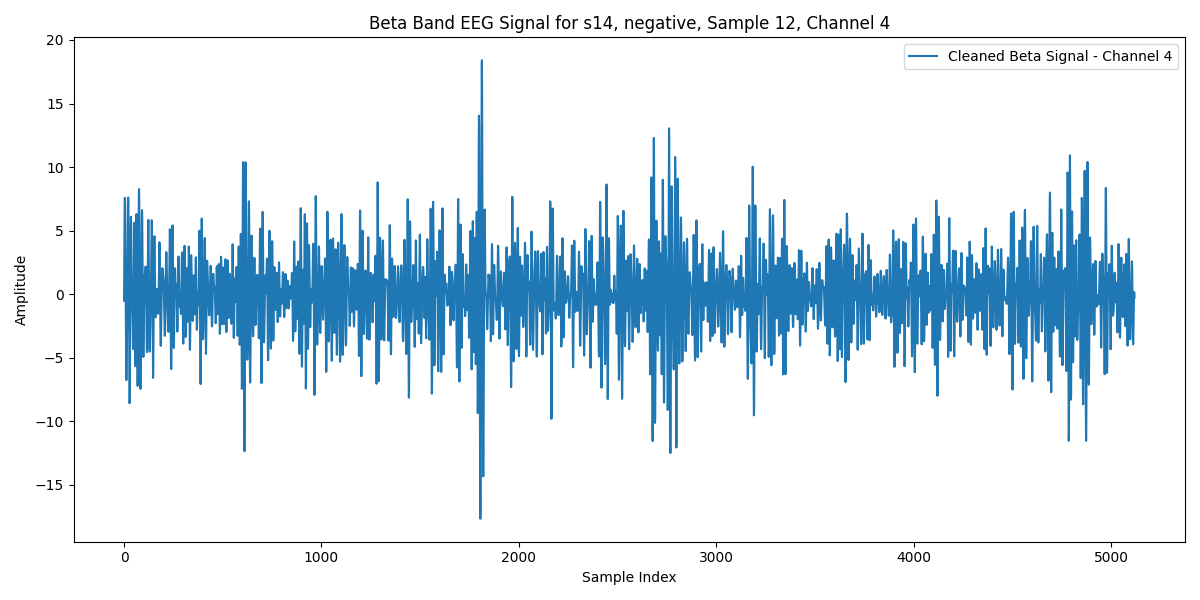 Beta Band EEG Signal for s14, negative, Sample 12, Channel 4
Cleaned Beta Signal - Channel 4
20
15
10
5
0
−5
−10
−15
Amplitude
0 1000 2000 3000 4000 5000
Sample Index